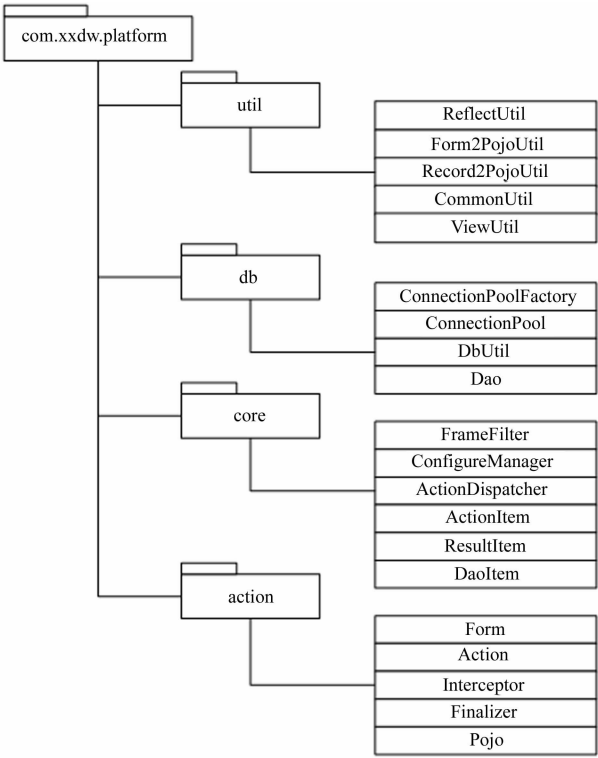 com.xxdw.platform
util
ReflectUtil
Form2PojoUtil
Record2PojoUtil
CommonUtil
ViewUtil
db
ConnectionPoolFactory
ConnectionPool
DbUtil
Dao
core
FrameFilter
ConfigureManager
ActionDispatcher
ActionItem
ResultItem
DaoItem
action
Form
Action
Interceptor
Finalizer
Pojo